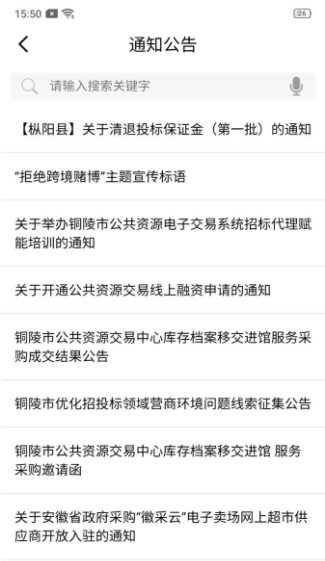 15:50
26
通知公告
请输入搜索关键字
【枞阳县】关于清退投标保证金（第一批）的通知
“拒绝跨境赌博”主题宣传标语
关于举办铜陵市公共资源电子交易系统招标代理赋
能培训的通知
关于开通公共资源交易线上融资申请的通知
铜陵市公共资源交易中心库存档案移交进馆服务采
购成交结果公告
铜陵市优化招投标领域营商环境问题线索征集公告
铜陵市公共资源交易中心库存档案移交进馆 服务
采购邀请函
关于安徽省政府采购“徽采云”电子卖场网上超市供
应商开放入驻的通知